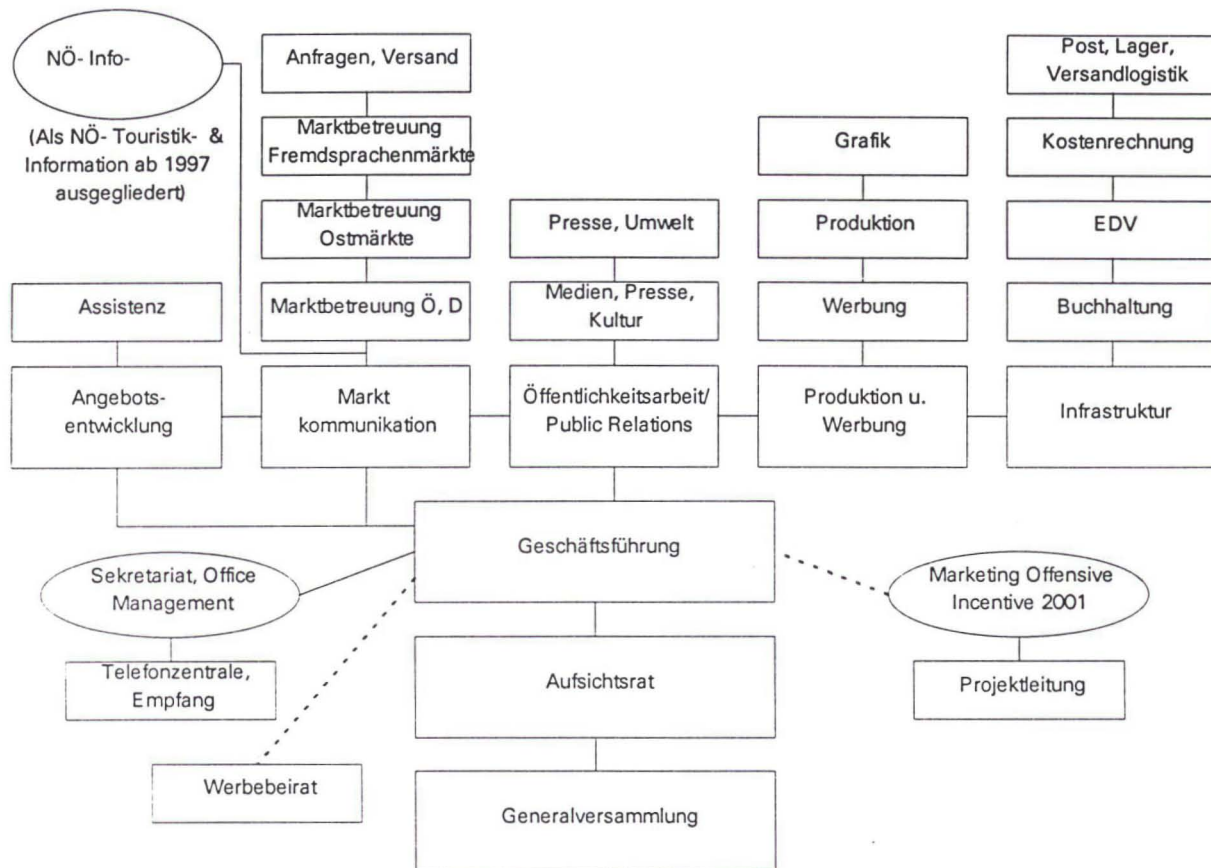 NÖ- Info-
(Als NÖ- Touristik- &
Information ab 1997
ausgegliedert)
Anfragen, Versand
Marktbetreuung
Fremdsprachenmärkte
Marktbetreuung
Ostmärkte
Marktbetreuung Ö, D
Presse, Umwelt
Medien, Presse,
Kultur
Grafik
Produktion
Werbung
Post, Lager,
Versandlogistik
Kostenrechnung
EDV
Buchhaltung
Assistenz
Angebots-
entwicklung
Markt
kommunikation
Öffentlichkeitsarbeit/
Public Relations
Produktion u.
Werbung
Infrastruktur
Geschäftsführung
Sekretariat, Office
Management
Telefonzentrale,
Empfang
Marketing Offensive
Incentive 2001
Projektleitung
Aufsichtsrat
Werbebeirat
Generalversammlung